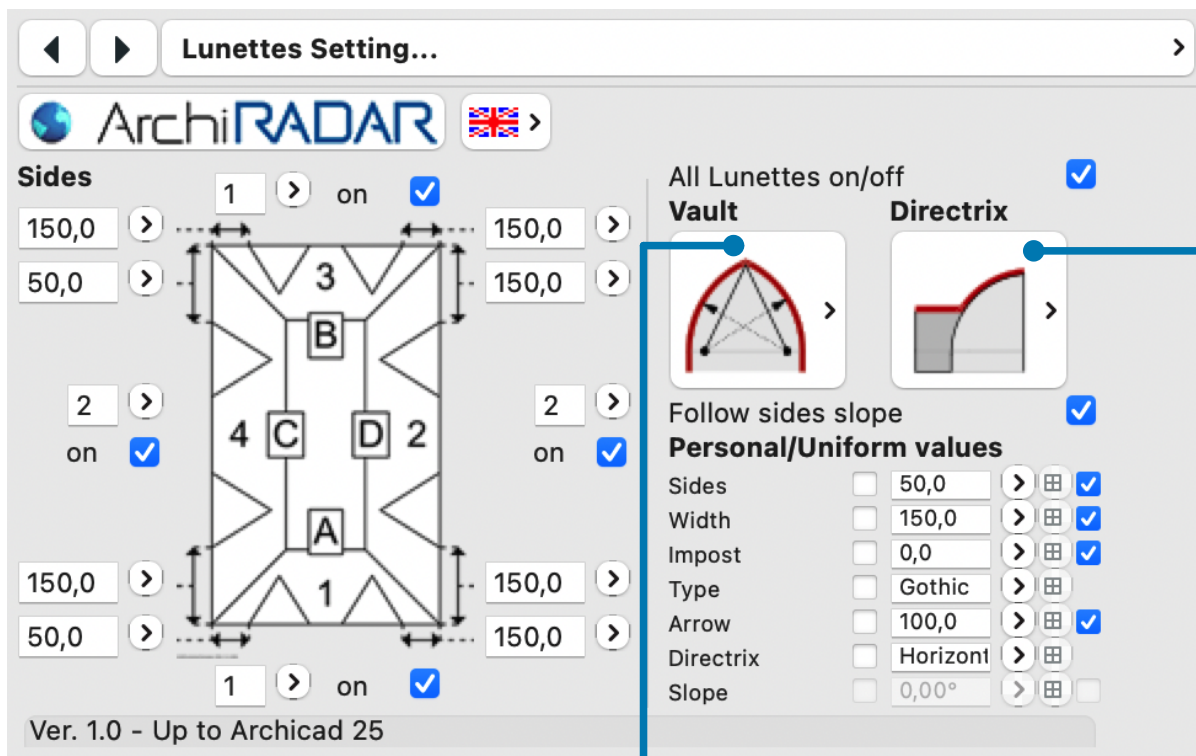 Lunettes Setting...
ArchiRADAR
Sides
1 on
All Lunettes on/off
Vault Directrix
150,0 150,0
50,0 150,0
3
B
2 2
on on
4 C D 2
A
1
150,0 150,0
50,0 150,0
1 on
Follow sides slope
Personal/Uniform values
Sides 50,0
Width 150,0
Impost 0,0
Type Gothic
Arrow 100,0
Directrix Horizont
Slope 0,00°
Ver. 1.0 - Up to Archicad 25